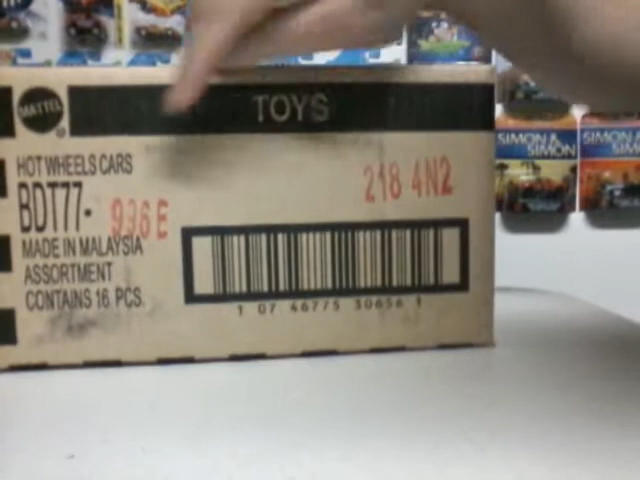 MATTEL
®
TOYS
HOT WHEELS CARS
BDT77- 996E
218 4N2
MADE IN MALAYSIA
ASSORTMENT
CONTAINS 16 PCS.
1 07 46775 30656 1
SIMON &
SIMON
SIMON &
SIMON